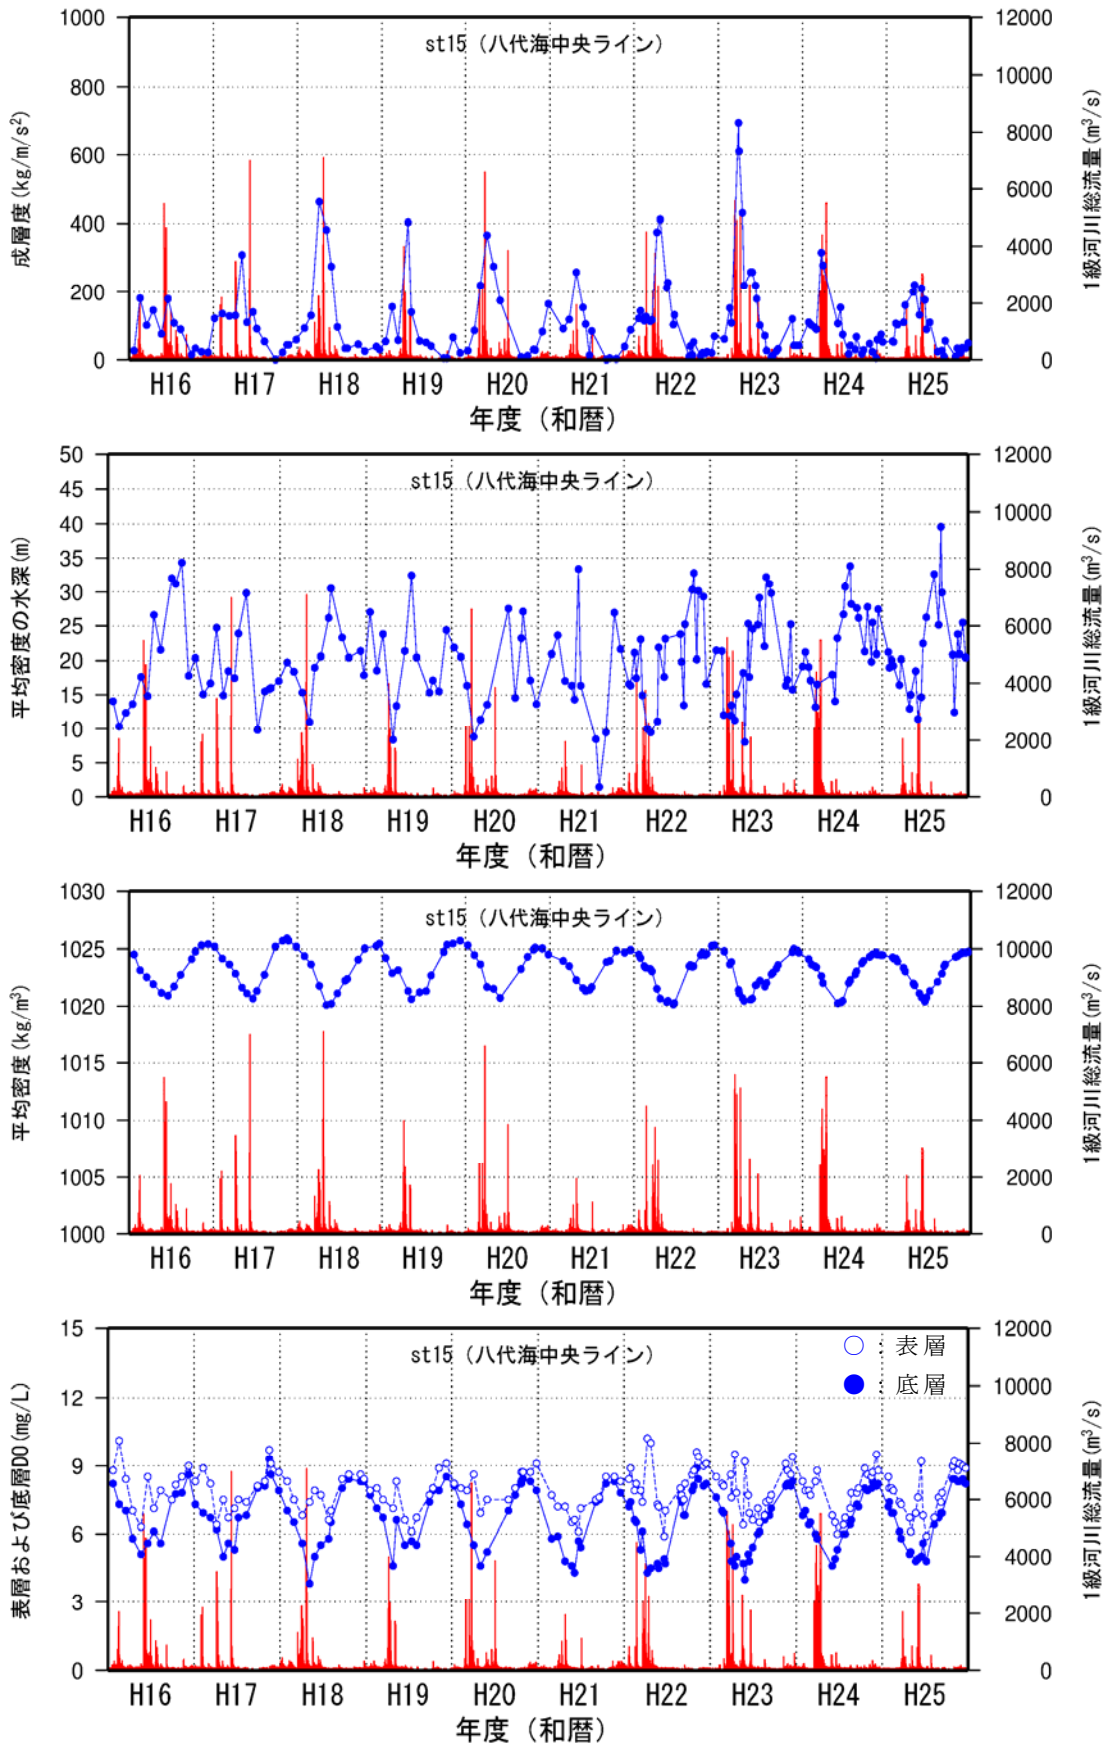 st15（八代海中央ライン）
成層度(kg/m/s²)
1000
800
600
400
200
0
12000
10000
8000
6000
4000
2000
0
1級河川総流量(m³/s)
H16 H17 H18 H19 H20 H21 H22 H23 H24 H25
年度（和暦）
st15（八代海中央ライン）
平均密度の水深(m)
50
45
40
35
30
25
20
15
10
5
0
12000
10000
8000
6000
4000
2000
0
1級河川総流量(m³/s)
H16 H17 H18 H19 H20 H21 H22 H23 H24 H25
年度（和暦）
st15（八代海中央ライン）
平均密度(kg/m³)
1030
1025
1020
1015
1010
1005
1000
12000
10000
8000
6000
4000
2000
0
1級河川総流量(m³/s)
H16 H17 H18 H19 H20 H21 H22 H23 H24 H25
年度（和暦）
st15（八代海中央ライン）
○：表層
●：底層
表層および底層DO(mg/L)
15
12
9
6
3
0
12000
10000
8000
6000
4000
2000
0
1級河川総流量(m³/s)
H16 H17 H18 H19 H20 H21 H22 H23 H24 H25
年度（和暦）